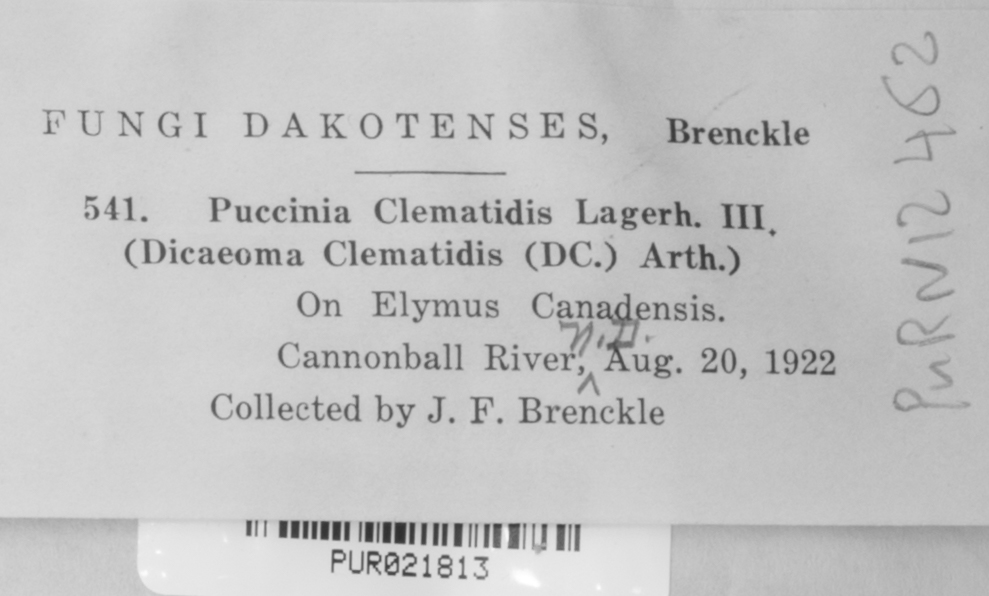 FUNGI DAKOTENSES, Brenckle
541. Puccinia Clematidis Lagerh. III.
(Dicaeoma Clematidis (DC.) Arth.)
On Elymus Canadensis.
N.D.
Cannonball River, ^ Aug. 20, 1922
Collected by J. F. Brenckle
PUR021813
PURN12462